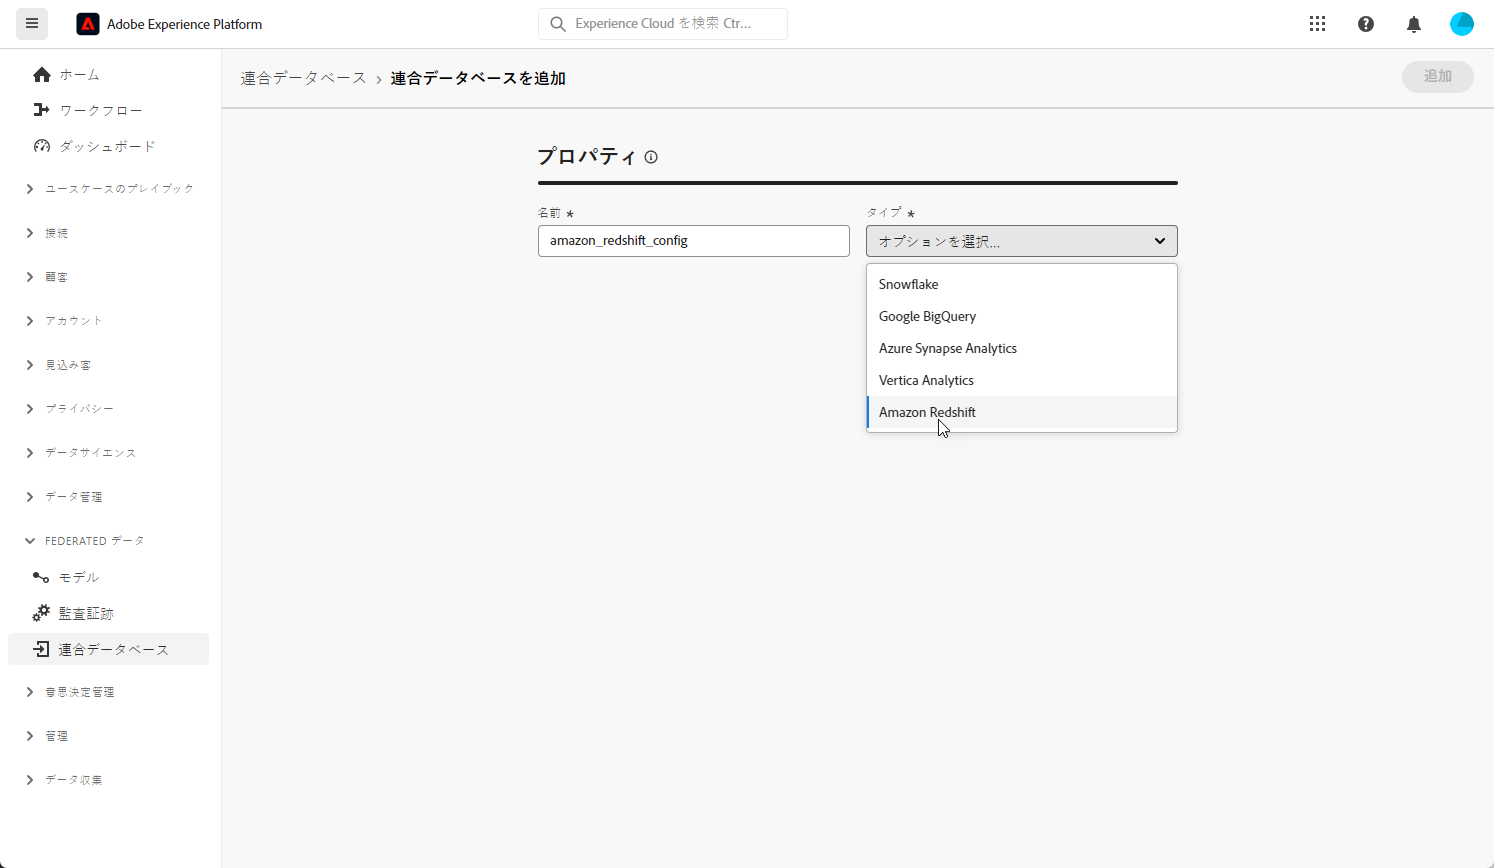 Adobe Experience Platform
Experience Cloud を検索 Ctr...
ホーム
ワークフロー
ダッシュボード
ユースケースのプレイブック
接続
顧客
アカウント
見込み客
プライバシー
データサイエンス
データ管理
FEDERATED データ
モデル
監査証跡
連合データベース
意思決定管理
管理
データ収集
連合データベース › 連合データベースを追加
追加
プロパティ
名前 *
amazon_redshift_config
タイプ *
オプションを選択...
Snowflake
Google BigQuery
Azure Synapse Analytics
Vertica Analytics
Amazon Redshift